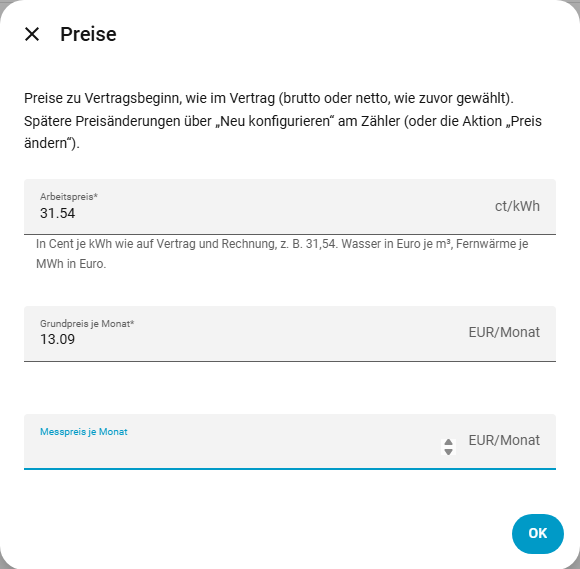 Preise
Preise zu Vertragsbeginn, wie im Vertrag (brutto oder netto, wie zuvor gewählt).
Spätere Preisänderungen über „Neu konfigurieren“ am Zähler (oder die Aktion „Preis
ändern“).
Arbeitspreis*
31.54
ct/kWh
In Cent je kWh wie auf Vertrag und Rechnung, z. B. 31,54. Wasser in Euro je m³, Fernwärme je
MWh in Euro.
Grundpreis je Monat*
13.09
EUR/Monat
Messpreis je Monat
EUR/Monat
OK